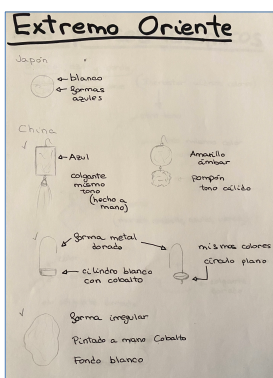 Extremo Oriente
Japón
blanco
formas
azules
China
Azul
colgante
mismo
tono
(hecho a
mano)
Amarillo
ámbar
pompón
tono cálido
forma metal
dorado
cilindro blanco
con cobalto
mismos colores
círculo plano
forma irregular
Pintado a mano Cobalto
Fondo blanco